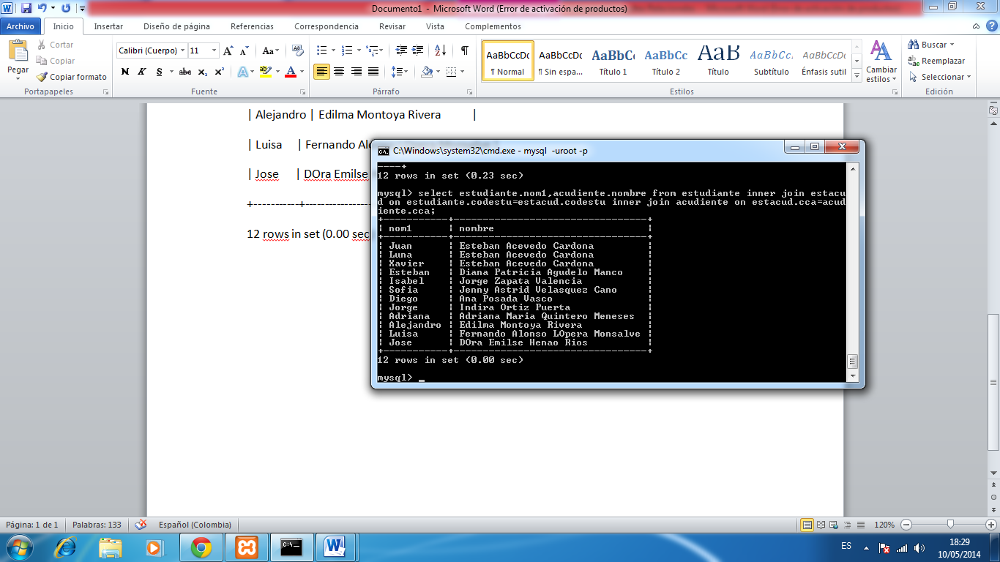 Documento1 - Microsoft Word (Error de activación de productos)
Archivo Inicio Insertar Diseño de página Referencias Correspondencia Revisar Vista Complementos
Pegar
Cortar
Copiar
Copiar formato
Portapapeles
Calibri (Cuerpo) 11
N K S abc x₂ x²
Fuente
Párrafo
AaBbCcDc AaBbCcDc AaBbCc AaBbCc AaB AaBbCc. AaBbCcDc
¶ Normal ¶ Sin espa... Título 1 Título 2 Título Subtítulo Énfasis sutil
Cambiar estilos
Estilos
Buscar
Reemplazar
Seleccionar
Edición
| Alejandro | Edilma Montoya Rivera |
| Luisa | Fernando
| Jose | DOra Emilse
+-----------+-----------------
12 rows in set (0.00 sec
C:\Windows\system32\cmd.exe - mysql -uroot -p
----+
12 rows in set (0.23 sec)
mysql> select estudiante.nom1,acudiente.nombre from estudiante inner join estacu
d on estudiante.codestu=estacud.codestu inner join acudiente on estacud.cca=acud
iente.cca;
+-----------+---------------------------------+
| nom1 | nombre |
+-----------+---------------------------------+
| Juan | Esteban Acevedo Cardona |
| Luna | Esteban Acevedo Cardona |
| Xavier | Esteban Acevedo Cardona |
| Esteban | Diana Patricia Agudelo Manco |
| Isabel | Jorge Zapata Valencia |
| Sofia | Jenny Astrid Velasquez Cano |
| Diego | Ana Posada Vasco |
| Jorge | Indira Ortiz Puerta |
| Adriana | Adriana Maria Quintero Meneses |
| Alejandro | Edilma Montoya Rivera |
| Luisa | Fernando Alonso LOpera Monsalve |
| Jose | DOra Emilse Henao Rios |
+-----------+---------------------------------+
12 rows in set (0.00 sec)
mysql> _
Página: 1 de 1 Palabras: 133 Español (Colombia) 120%
ES 18:29
10/05/2014